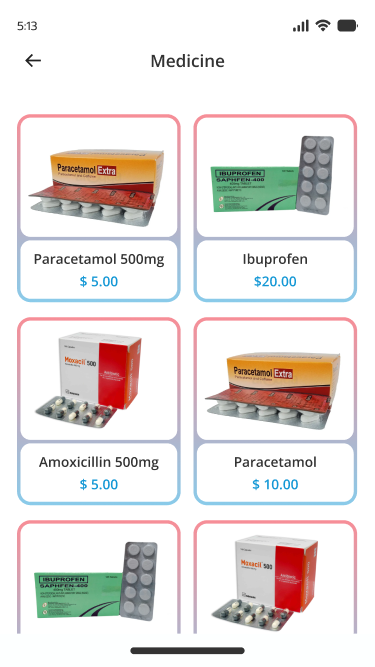 5:13
Medicine
Paracetamol Extra
IBUPROFEN
SAPHFEN-400
Paracetamol 500mg
$ 5.00
Ibuprofen
$20.00
Moxacil 500
Paracetamol Extra
Amoxicillin 500mg
$ 5.00
Paracetamol
$ 10.00
IBUPROFEN
SAPHFEN-400
Moxacil 500